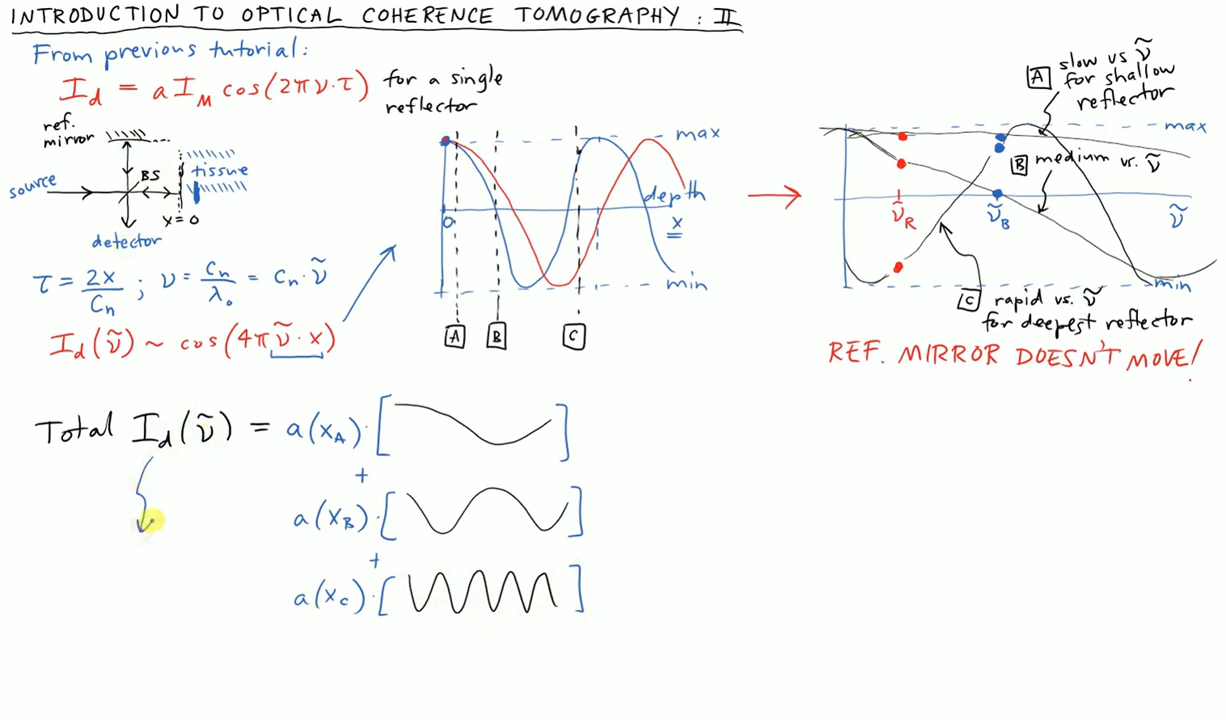 INTRODUCTION TO OPTICAL COHERENCE TOMOGRAPHY : II
From previous tutorial:
I_d = a I_M cos(2πν·τ) for a single reflector
ref. mirror
source
BS
tissue
x=0
detector
τ = 2x/C_n ; ν = C_n/λ_o = C_n·ν̃
I_d(ν̃) ~ cos(4πν̃·x)
max
depth
x
0
min
A B C
A slow vs ν̃
for shallow
reflector
max
B medium vs. ν̃
ν̃_R ν̃_B ν̃
min
C rapid vs. ν̃
for deepest reflector
REF. MIRROR DOESN'T MOVE!
Total I_d(ν̃) = a(x_A)·[ ]
+
a(x_B)·[ ]
+
a(x_C)·[ ]